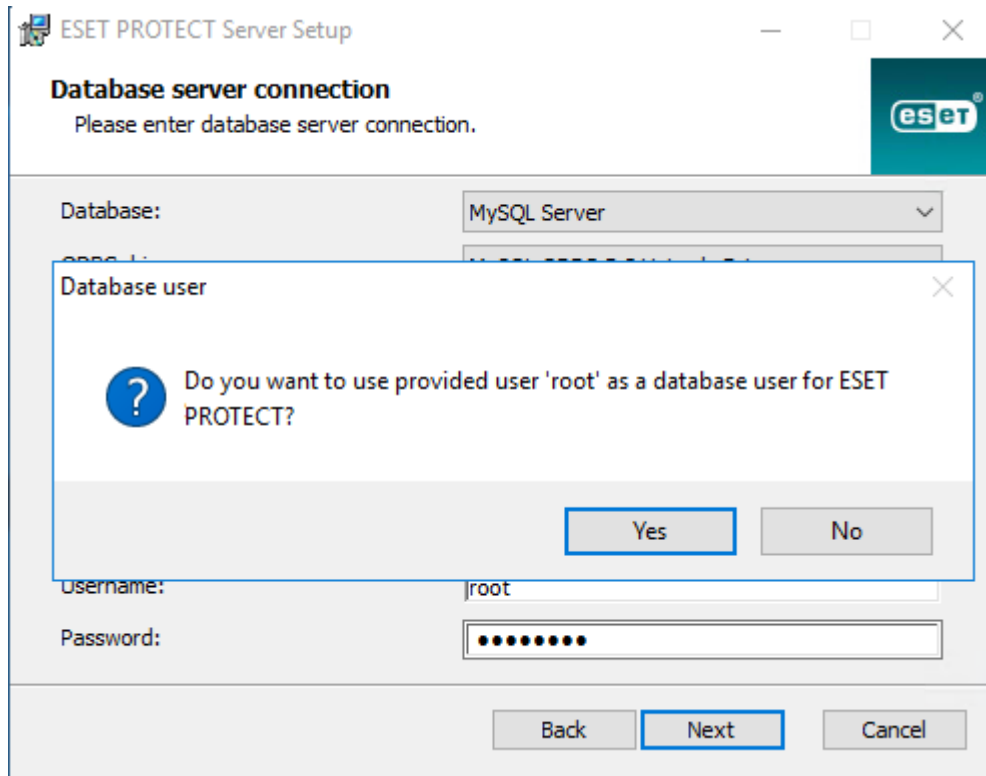 ESET PROTECT Server Setup
Database server connection
Please enter database server connection.
eset®
Database:
MySQL Server
Database user
Do you want to use provided user 'root' as a database user for ESET
PROTECT?
Yes
No
Username:
root
Password:
••••••••
Back
Next
Cancel